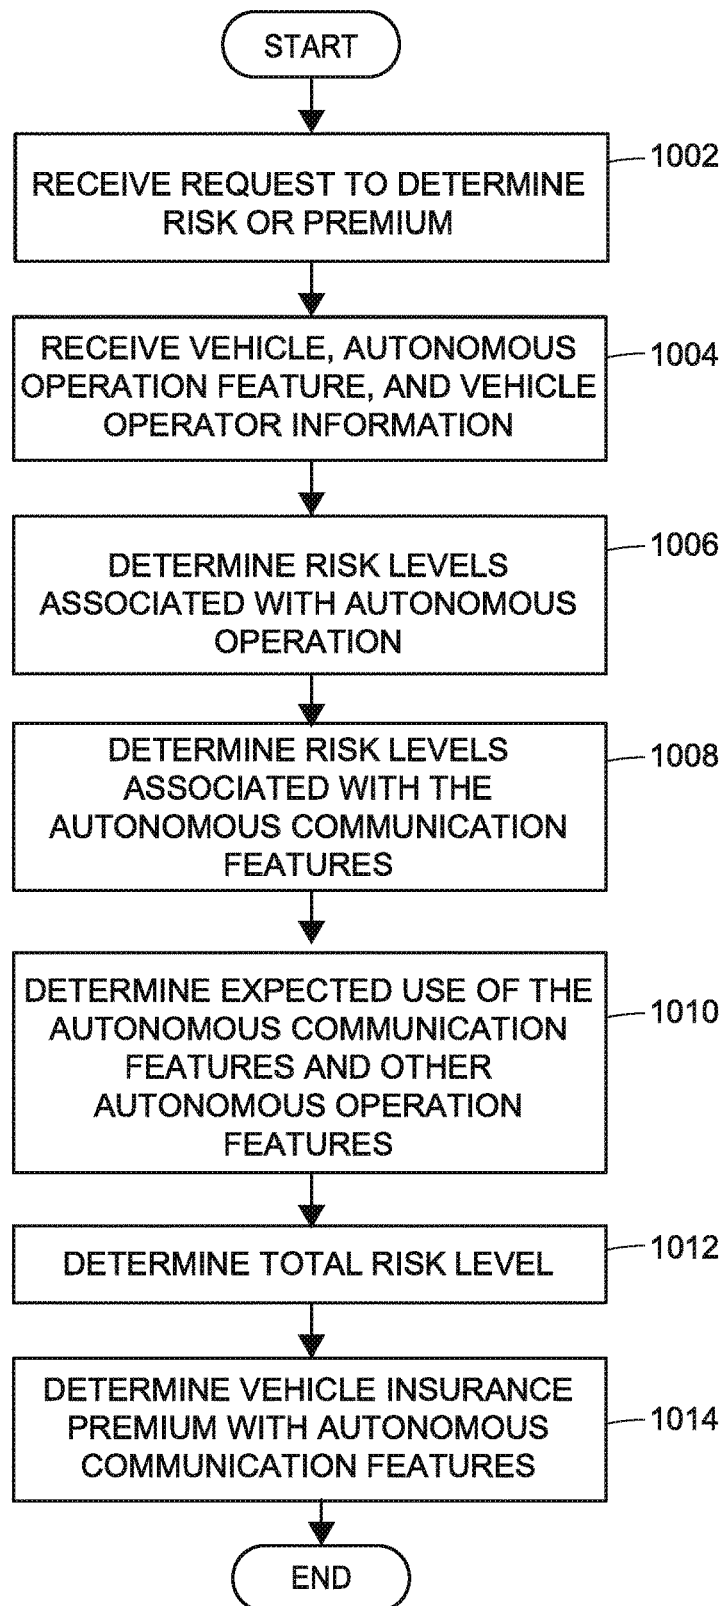 START
RECEIVE REQUEST TO DETERMINE
RISK OR PREMIUM
1002
RECEIVE VEHICLE, AUTONOMOUS
OPERATION FEATURE, AND VEHICLE
OPERATOR INFORMATION
1004
DETERMINE RISK LEVELS
ASSOCIATED WITH AUTONOMOUS
OPERATION
1006
DETERMINE RISK LEVELS
ASSOCIATED WITH THE
AUTONOMOUS COMMUNICATION
FEATURES
1008
DETERMINE EXPECTED USE OF THE
AUTONOMOUS COMMUNICATION
FEATURES AND OTHER
AUTONOMOUS OPERATION
FEATURES
1010
DETERMINE TOTAL RISK LEVEL
1012
DETERMINE VEHICLE INSURANCE
PREMIUM WITH AUTONOMOUS
COMMUNICATION FEATURES
1014
END